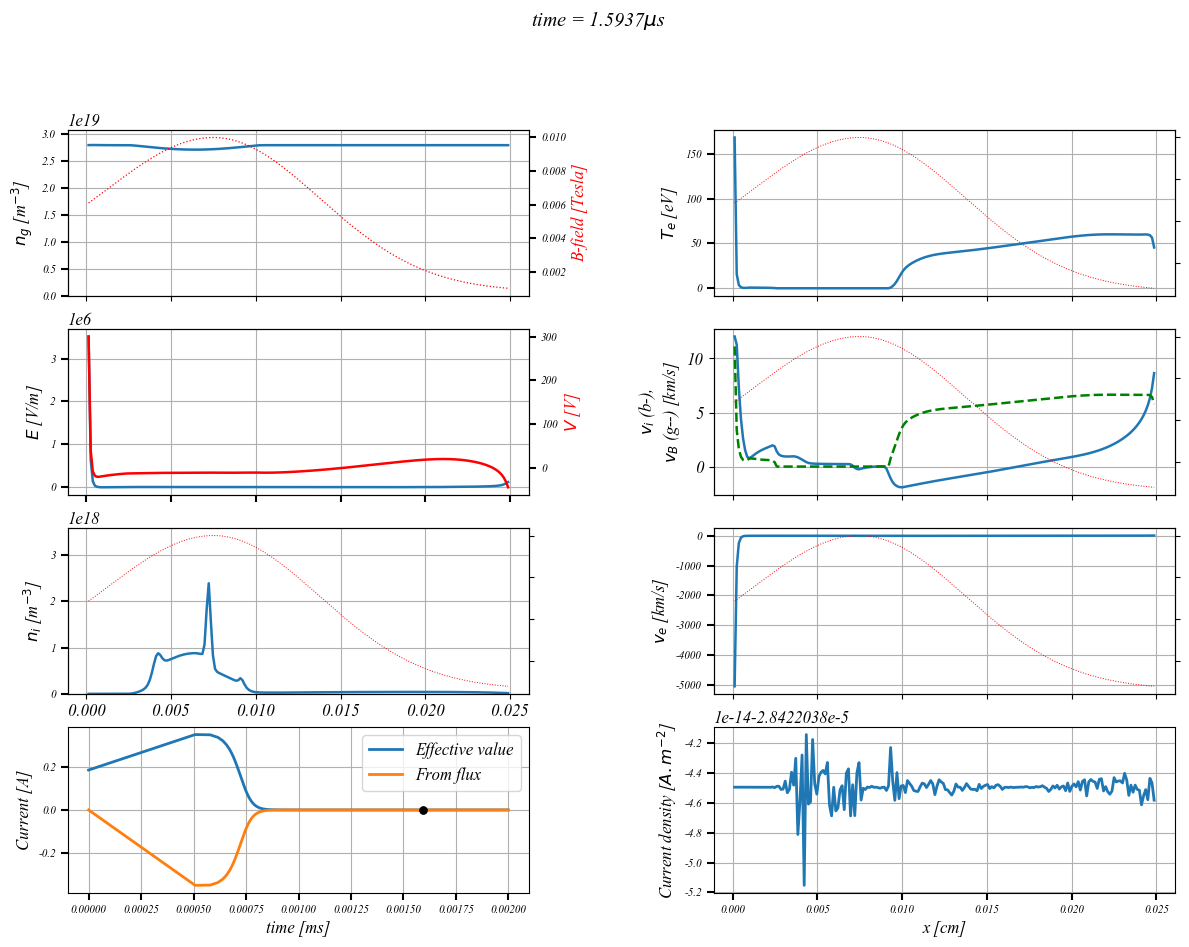 time = 1.5937μs
1e19
3.0
2.5
2.0
1.5
1.0
0.5
0.0
n_g [m^{-3}]
0.010
0.008
0.006
0.004
0.002
B-field [Tesla]
150
100
50
0
T_e [eV]
1e6
3
2
1
0
E [V/m]
300
200
100
0
V [V]
10
5
0
v_i (b-),
v_B (g--) [km/s]
1e18
3
2
1
0
n_i [m^{-3}]
0.000 0.005 0.010 0.015 0.020 0.025
0
-1000
-2000
-3000
-4000
-5000
v_e [km/s]
0.2
0.0
-0.2
Current [A]
Effective value
From flux
0.00000 0.00025 0.00050 0.00075 0.00100 0.00125 0.00150 0.00175 0.00200
time [ms]
1e-14-2.8422038e-5
-4.2
-4.4
-4.6
-4.8
-5.0
-5.2
Current density [A.m^{-2}]
0.000 0.005 0.010 0.015 0.020 0.025
x [cm]